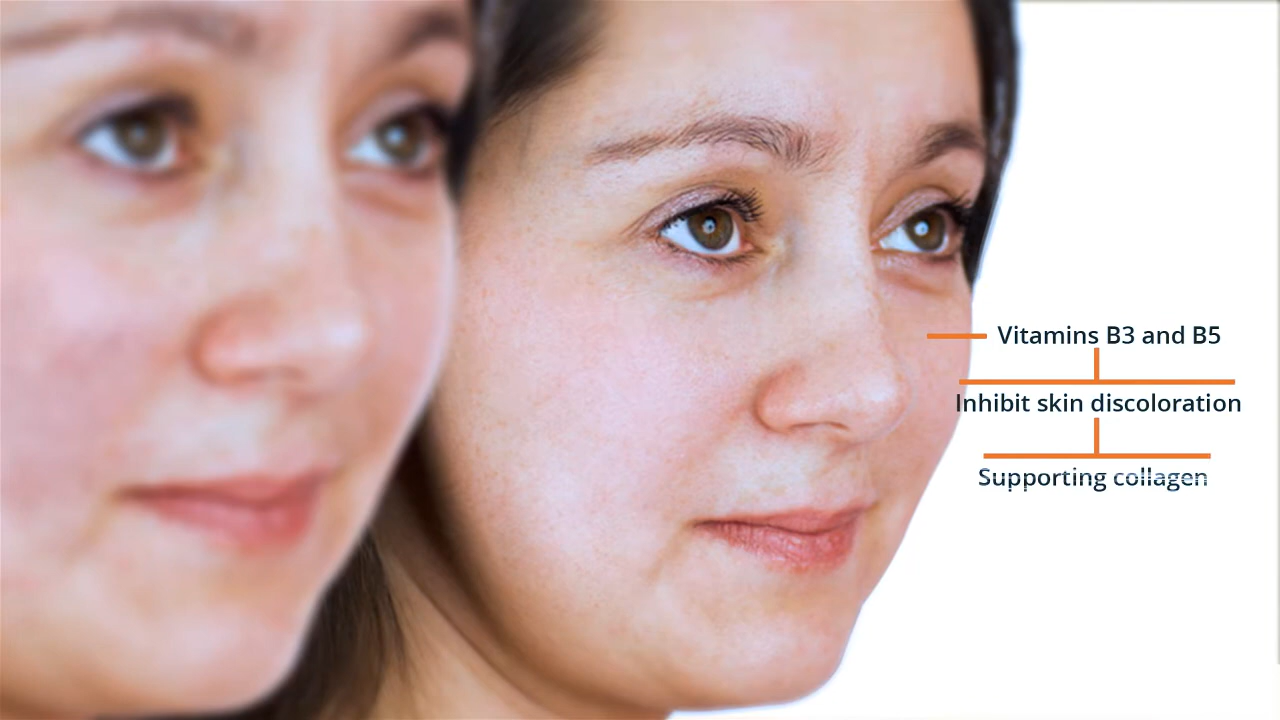 Vitamins B3 and B5
Inhibit skin discoloration
Supporting collagen